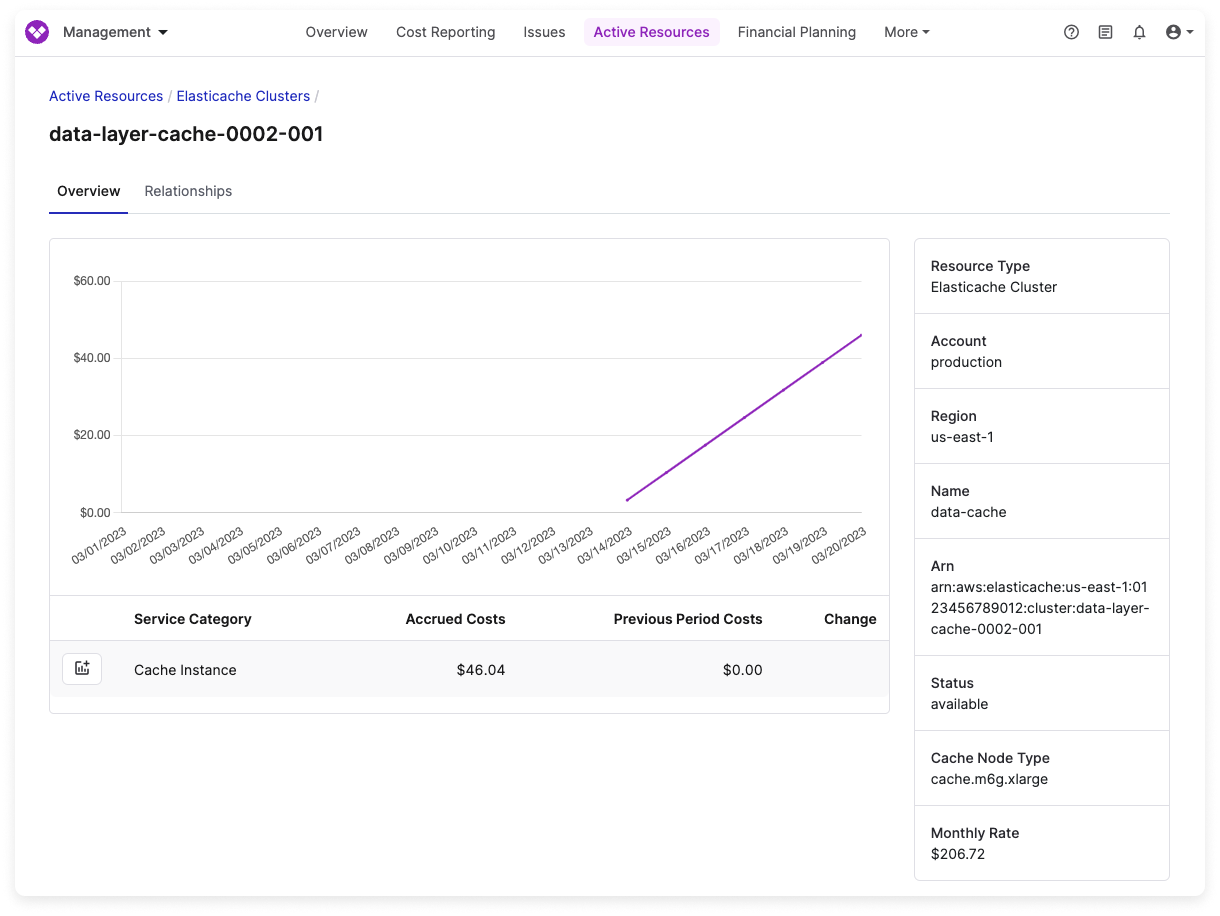 Management Overview Cost Reporting Issues Active Resources Financial Planning More
Active Resources / Elasticache Clusters /
data-layer-cache-0002-001
Overview Relationships
$60.00
$40.00
$20.00
$0.00
03/01/2023 03/02/2023 03/03/2023 03/04/2023 03/05/2023 03/06/2023 03/07/2023 03/08/2023 03/09/2023 03/10/2023 03/11/2023 03/12/2023 03/13/2023 03/14/2023 03/15/2023 03/16/2023 03/17/2023 03/18/2023 03/19/2023 03/20/2023
Service Category Accrued Costs Previous Period Costs Change
Cache Instance $46.04 $0.00
Resource Type
Elasticache Cluster
Account
production
Region
us-east-1
Name
data-cache
Arn
arn:aws:elasticache:us-east-1:01
23456789012:cluster:data-layer-
cache-0002-001
Status
available
Cache Node Type
cache.m6g.xlarge
Monthly Rate
$206.72